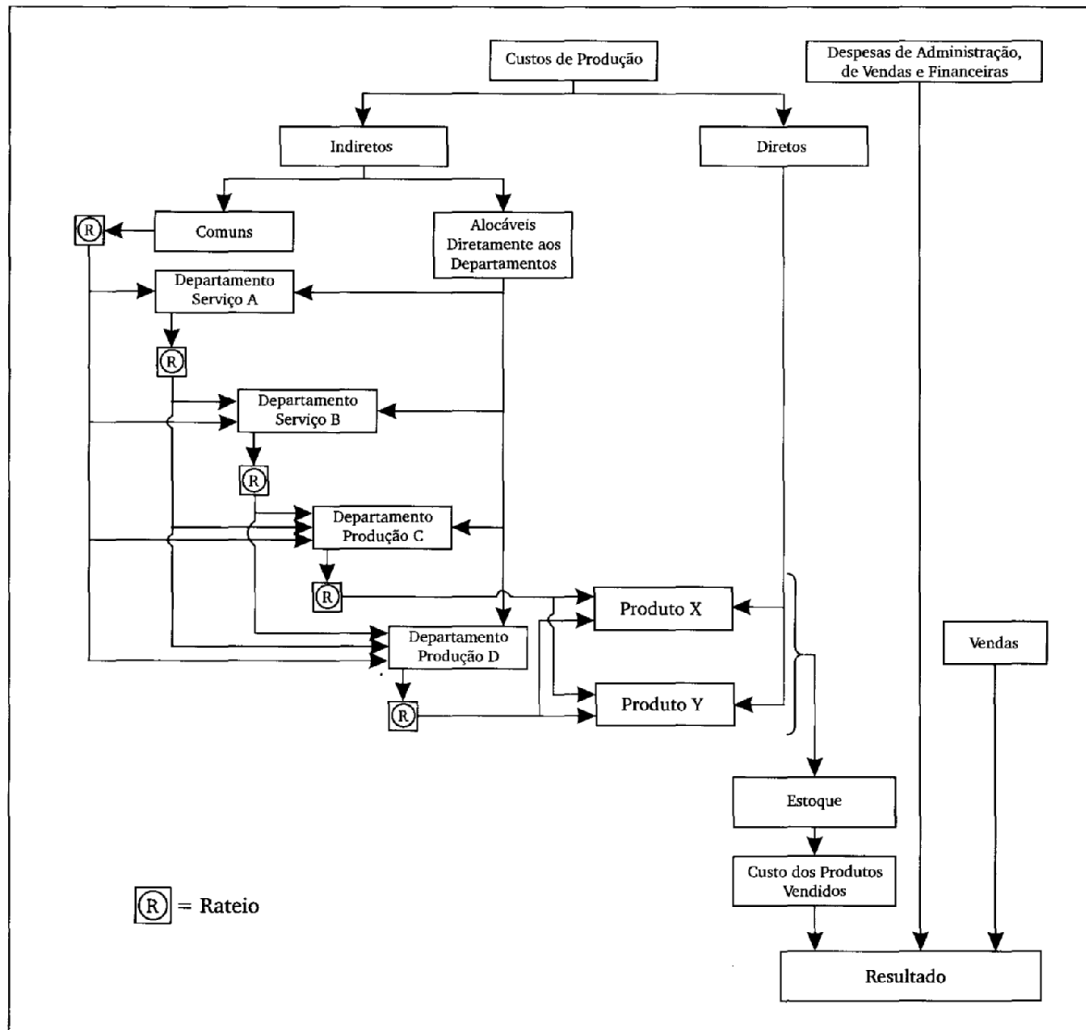 Custos de Produção
Despesas de Administração,
de Vendas e Financeiras
Indiretos
Diretos
R
Comuns
Alocáveis
Diretamente aos
Departamentos
Departamento
Serviço A
R
Departamento
Serviço B
R
Departamento
Produção C
R
Produto X
Departamento
Produção D
Vendas
R
Produto Y
Estoque
Custo dos Produtos
Vendidos
R = Rateio
Resultado